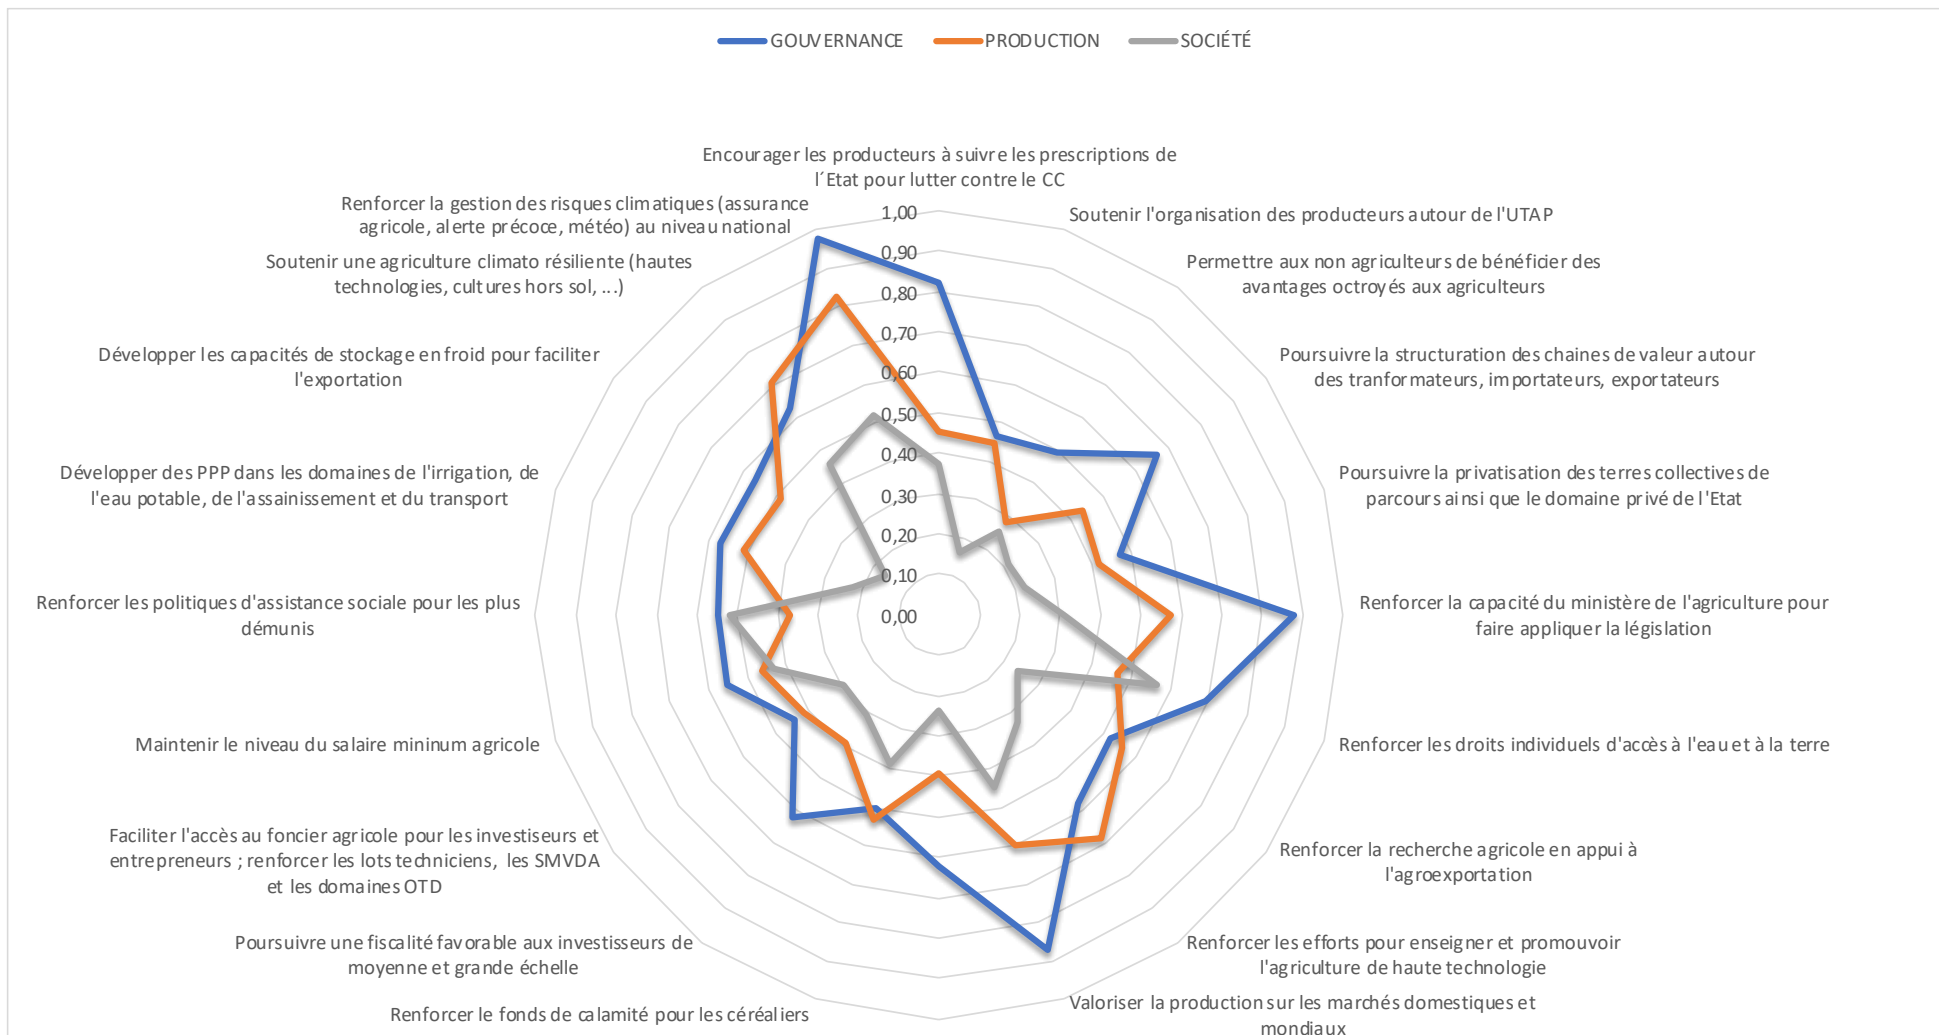 GOUVERNANCE
PRODUCTION
SOCIÉTÉ
Encourager les producteurs à suivre les prescriptions de
l´Etat pour lutter contre le CC
Soutenir l'organisation des producteurs autour de l'UTAP
Permettre aux non agriculteurs de bénéficier des
avantages octroyés aux agriculteurs
Poursuivre la structuration des chaines de valeur autour
des tranformateurs, importateurs, exportateurs
Poursuivre la privatisation des terres collectives de
parcours ainsi que le domaine privé de l'Etat
Renforcer la capacité du ministère de l'agriculture pour
faire appliquer la législation
Renforcer les droits individuels d'accès à l'eau et à la terre
Renforcer la recherche agricole en appui à
l'agroexportation
Renforcer les efforts pour enseigner et promouvoir
l'agriculture de haute technologie
Valoriser la production sur les marchés domestiques et
mondiaux
Renforcer le fonds de calamité pour les céréaliers
Poursuivre une fiscalité favorable aux investisseurs de
moyenne et grande échelle
Faciliter l'accès au foncier agricole pour les investiseurs et
entrepreneurs ; renforcer les lots techniciens, les SMVDA
et les domaines OTD
Maintenir le niveau du salaire mininum agricole
Renforcer les politiques d'assistance sociale pour les plus
démunis
Développer des PPP dans les domaines de l'irrigation, de
l'eau potable, de l'assainissement et du transport
Développer les capacités de stockage en froid pour faciliter
l'exportation
Soutenir une agriculture climato résiliente (hautes
technologies, cultures hors sol, ...)
Renforcer la gestion des risques climatiques (assurance
agricole, alerte précoce, météo) au niveau national
1,00
0,90
0,80
0,70
0,60
0,50
0,40
0,30
0,20
0,10
0,00